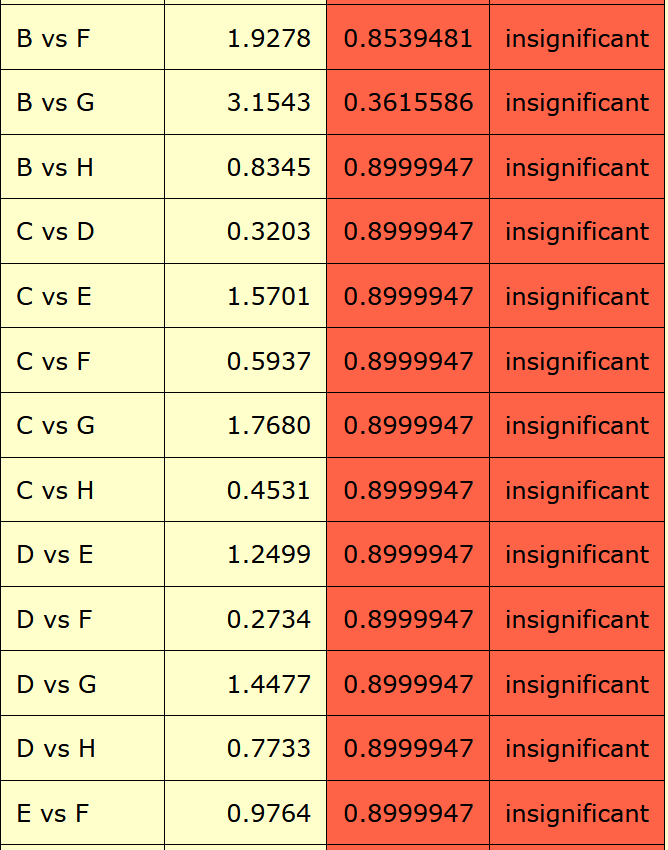 B vs F 1.9278 0.8539481 insignificant
B vs G 3.1543 0.3615586 insignificant
B vs H 0.8345 0.8999947 insignificant
C vs D 0.3203 0.8999947 insignificant
C vs E 1.5701 0.8999947 insignificant
C vs F 0.5937 0.8999947 insignificant
C vs G 1.7680 0.8999947 insignificant
C vs H 0.4531 0.8999947 insignificant
D vs E 1.2499 0.8999947 insignificant
D vs F 0.2734 0.8999947 insignificant
D vs G 1.4477 0.8999947 insignificant
D vs H 0.7733 0.8999947 insignificant
E vs F 0.9764 0.8999947 insignificant